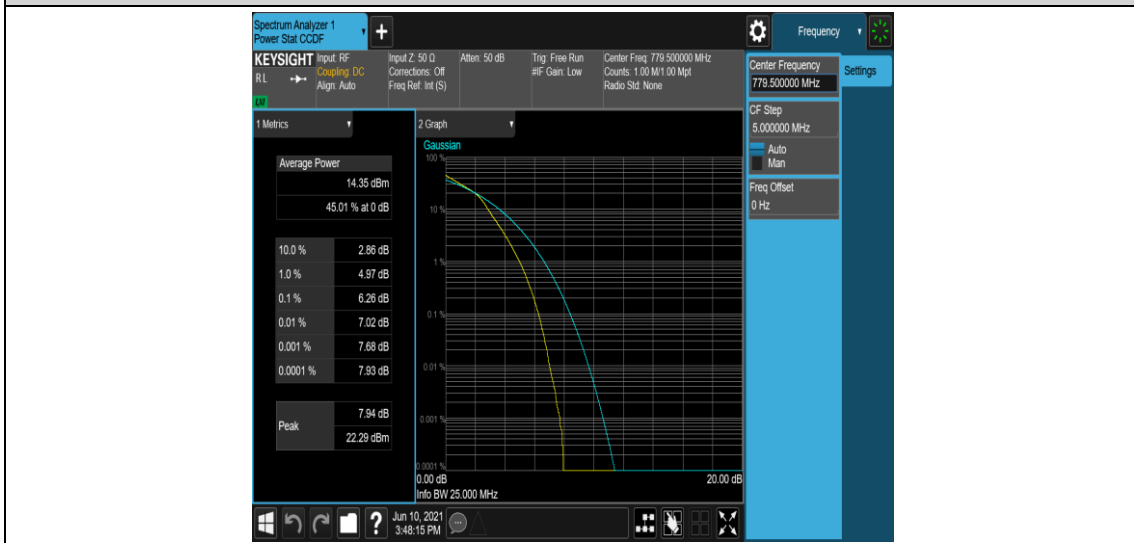 Spectrum Analyzer 1
Power Stat CCDF
+
Frequency
KEYSIGHT
RL
LXI
Input: RF
Coupling: DC
Align: Auto
Input Z: 50 Ω
Corrections: Off
Freq Ref: Int (S)
Atten: 50 dB
Trig: Free Run
#IF Gain: Low
Center Freq: 779.500000 MHz
Counts: 1.00 M/1.00 Mpt
Radio Std: None
Center Frequency
779.500000 MHz
Settings
CF Step
5.000000 MHz
Auto
Man
Freq Offset
0 Hz
1 Metrics
Average Power
14.35 dBm
45.01 % at 0 dB
10.0 % 2.86 dB
1.0 % 4.97 dB
0.1 % 6.26 dB
0.01 % 7.02 dB
0.001 % 7.68 dB
0.0001 % 7.93 dB
Peak 7.94 dB
22.29 dBm
2 Graph
Gaussian
100 %
10 %
1 %
0.1 %
0.01 %
0.001 %
0.0001 %
0.00 dB 20.00 dB
Info BW 25.000 MHz
?
Jun 10, 2021
3:48:15 PM